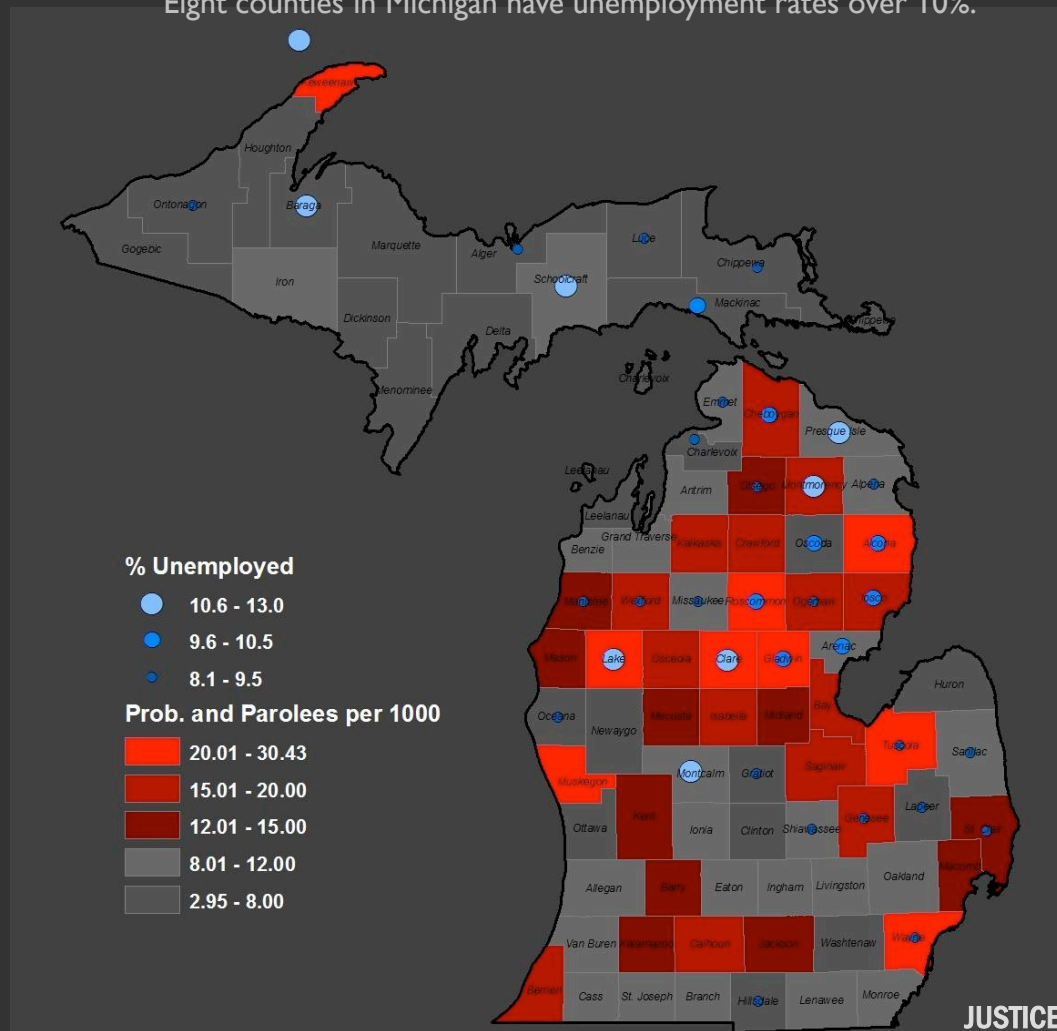 Eight counties in Michigan have unemployment rates over 10%.
Keweenaw
Houghton
Ontonagon
Baraga
Gogebic
Marquette
Alger
Luce
Chippewa
Iron
Schoolcraft
Mackinac
Dickinson
Delta
Chippewa
Menominee
Charlevoix
Emmet
Cheboygan
Presque Isle
Charlevoix
Leelanau
Antrim
Otsego
Montmorency
Alpena
Leelanau
Grand Traverse
Benzie
Kalkaska
Crawford
Oscoda
Alcona
% Unemployed
10.6 - 13.0
9.6 - 10.5
8.1 - 9.5
Manistee
Wexford
Missaukee
Roscommon
Ogemaw
Iosco
Mason
Lake
Osceola
Clare
Gladwin
Arenac
Huron
Prob. and Parolees per 1000
20.01 - 30.43
15.01 - 20.00
12.01 - 15.00
8.01 - 12.00
2.95 - 8.00
Oceana
Newaygo
Mecosta
Isabella
Midland
Bay
Tuscola
Sanilac
Muskegon
Montcalm
Gratiot
Saginaw
Ottawa
Kent
Ionia
Clinton
Shiawassee
Genesee
Lapeer
St. Clair
Macomb
Allegan
Barry
Eaton
Ingham
Livingston
Oakland
Van Buren
Kalamazoo
Calhoun
Jackson
Washtenaw
Wayne
Berrien
Cass
St. Joseph
Branch
Hillsdale
Lenawee
Monroe
JUSTICE